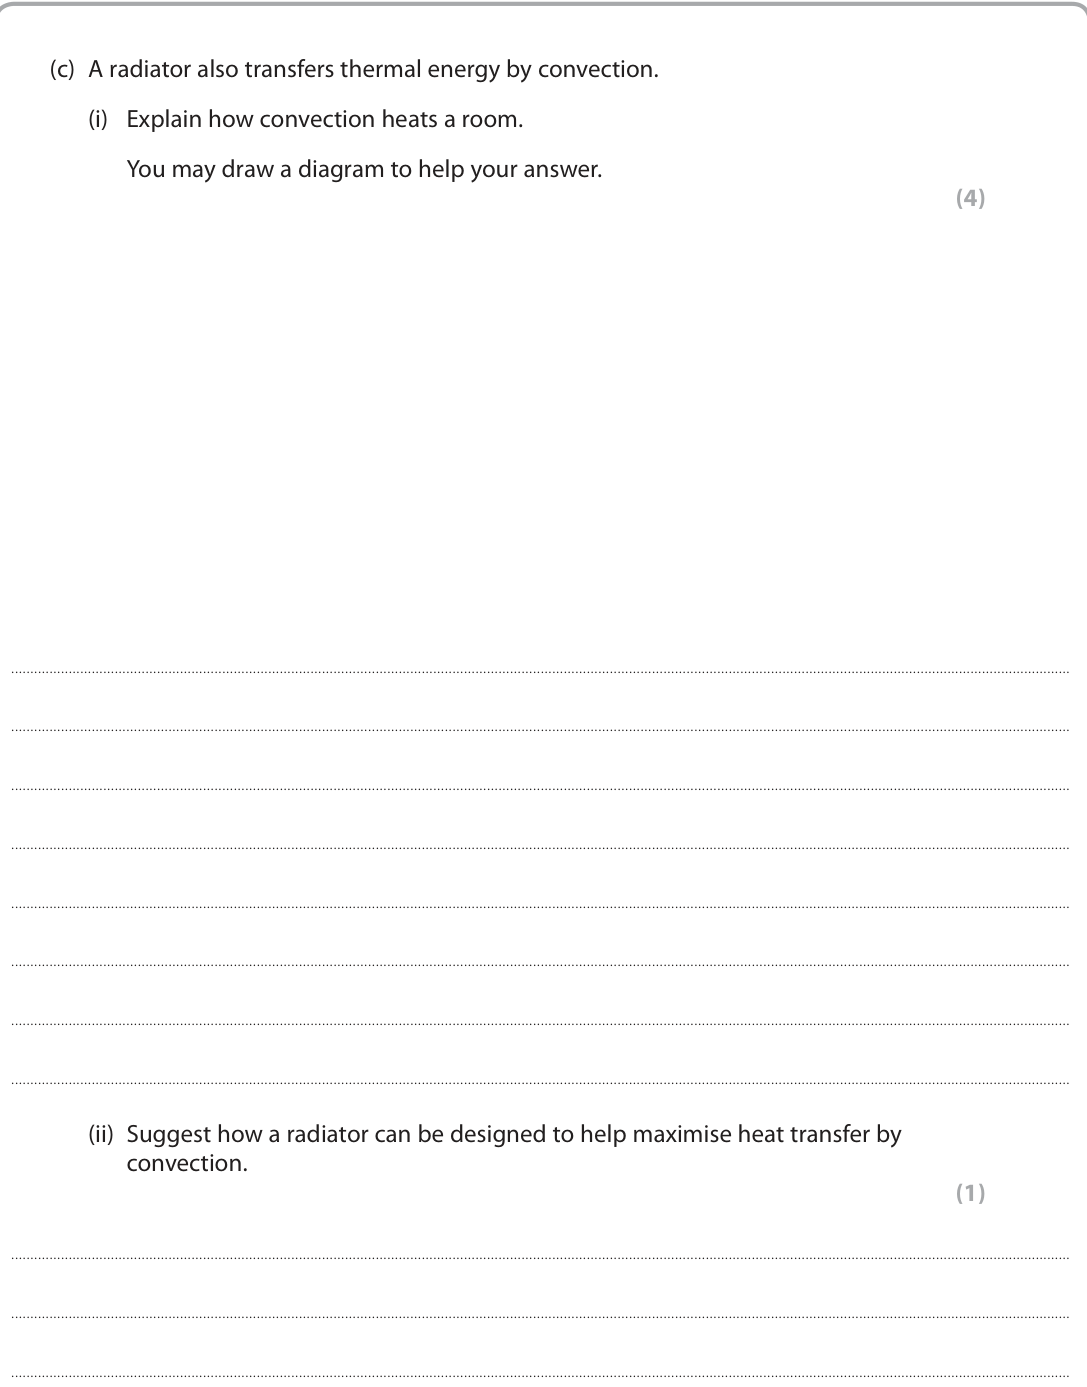 (c) A radiator also transfers thermal energy by convection.
(i) Explain how convection heats a room.
You may draw a diagram to help your answer.
(4)
(ii) Suggest how a radiator can be designed to help maximise heat transfer by
convection.
(1)